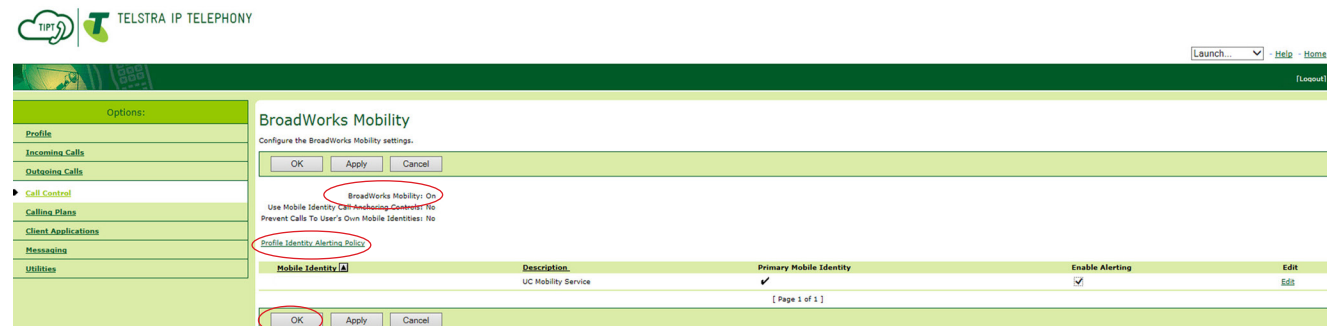 TIPT
TELSTRA IP TELEPHONY
Launch... - Help - Home
[Logout]
Options:
Profile
Incoming Calls
Outgoing Calls
Call Control
Calling Plans
Client Applications
Messaging
Utilities
BroadWorks Mobility
Configure the BroadWorks Mobility settings.
OK Apply Cancel
BroadWorks Mobility: On
Use Mobile Identity Call Anchoring Controls: No
Prevent Calls To User's Own Mobile Identities: No
Profile Identity Alerting Policy
Mobile Identity Description Primary Mobile Identity Enable Alerting Edit
UC Mobility Service Edit
[ Page 1 of 1 ]
OK Apply Cancel